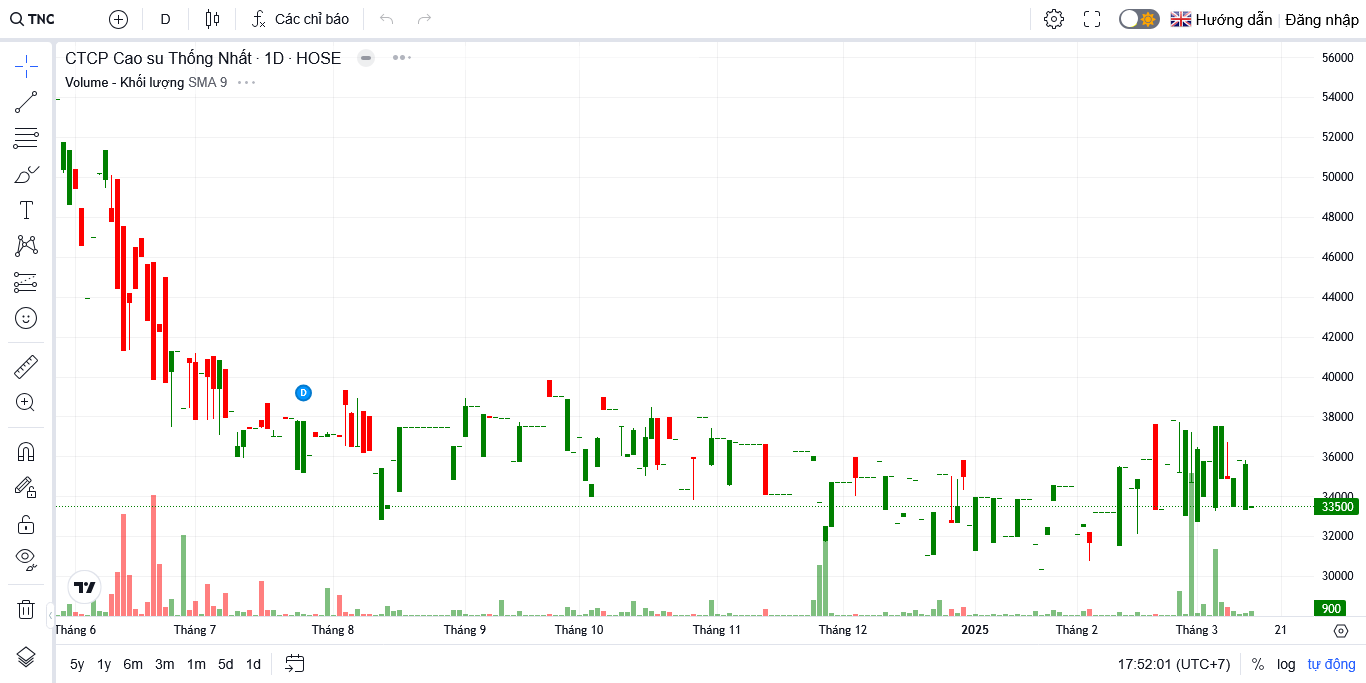 TNC D Các chỉ báo Hướng dẫn Đăng nhập
CTCP Cao su Thống Nhất · 1D · HOSE
Volume - Khối lượng SMA 9
D
56000
54000
52000
50000
48000
46000
44000
42000
40000
38000
36000
34000
33500
32000
30000
900
Tháng 6 Tháng 7 Tháng 8 Tháng 9 Tháng 10 Tháng 11 Tháng 12 2025 Tháng 2 Tháng 3 21
5y 1y 6m 3m 1m 5d 1d 17:52:01 (UTC+7) % log tự động